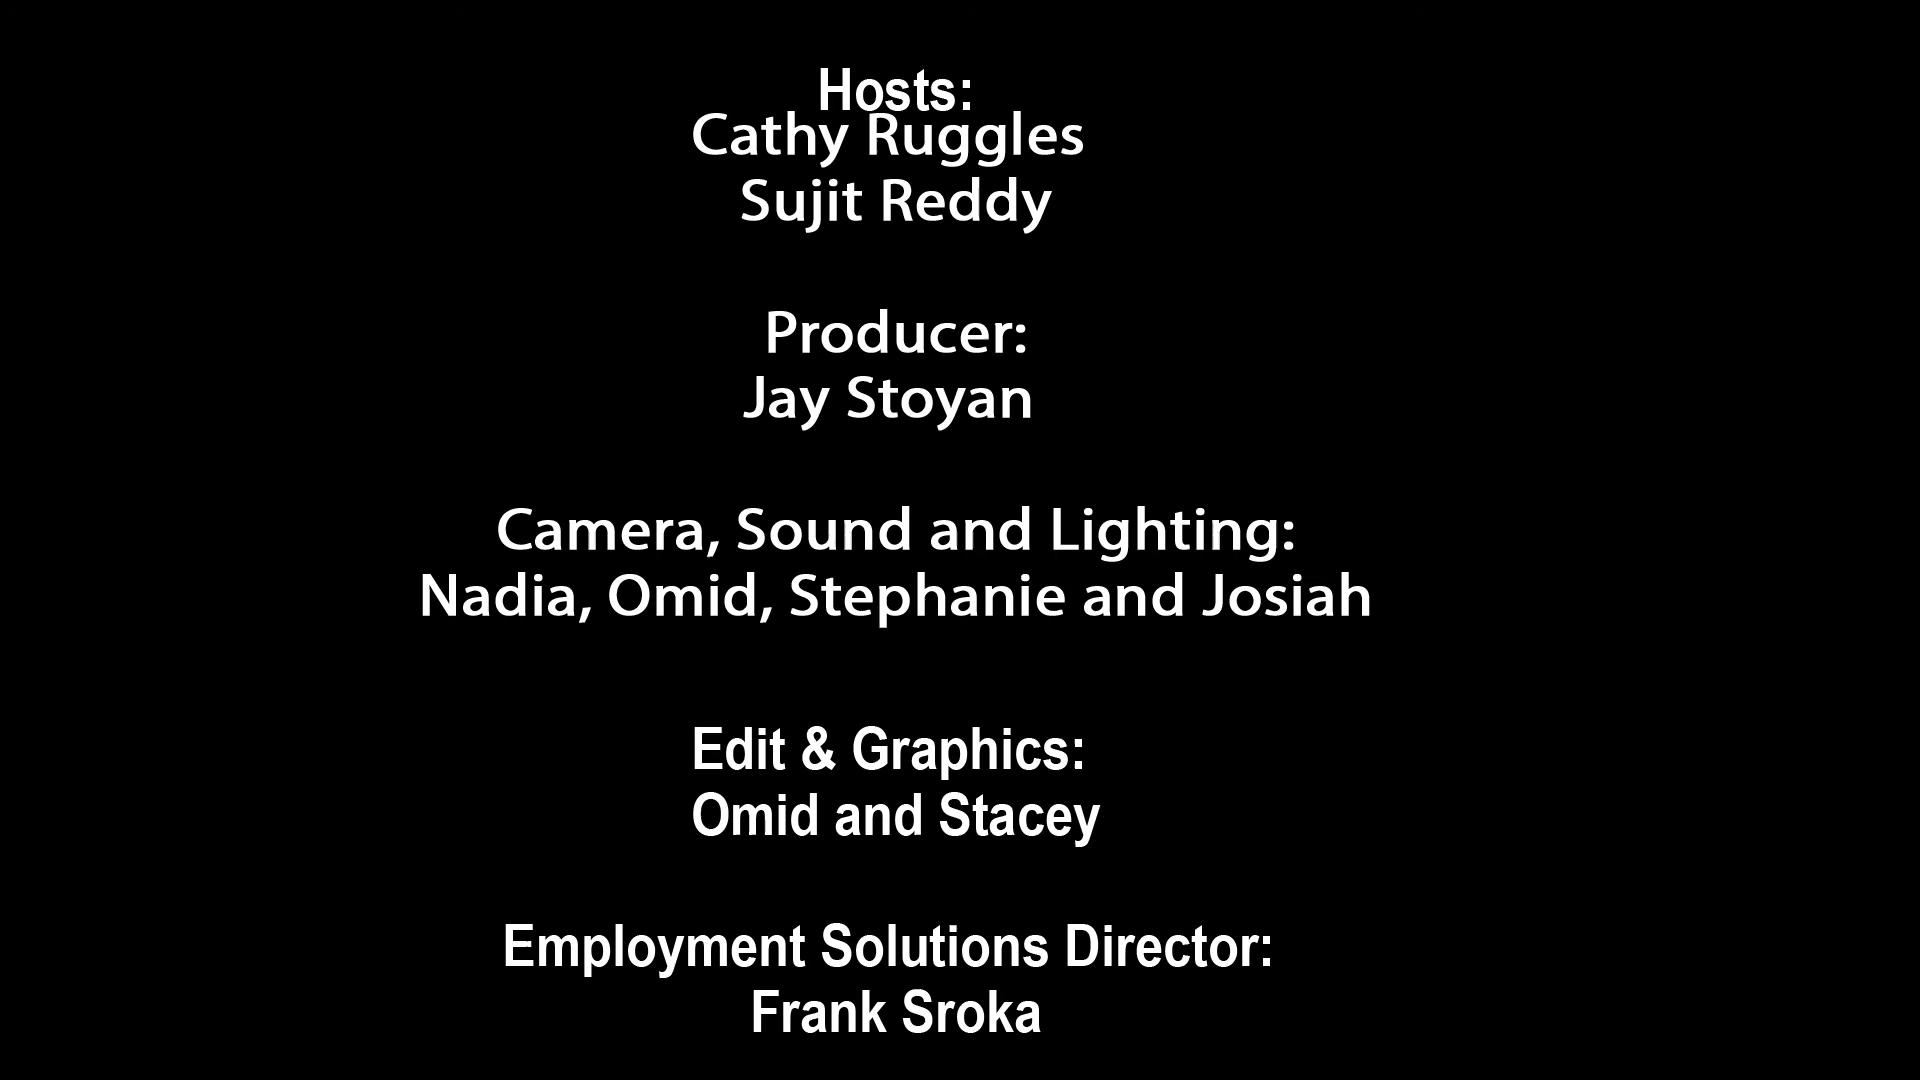 Hosts:
Cathy Ruggles
Sujit Reddy
Producer:
Jay Stoyan
Camera, Sound and Lighting:
Nadia, Omid, Stephanie and Josiah
Edit & Graphics:
Omid and Stacey
Employment Solutions Director:
Frank Sroka